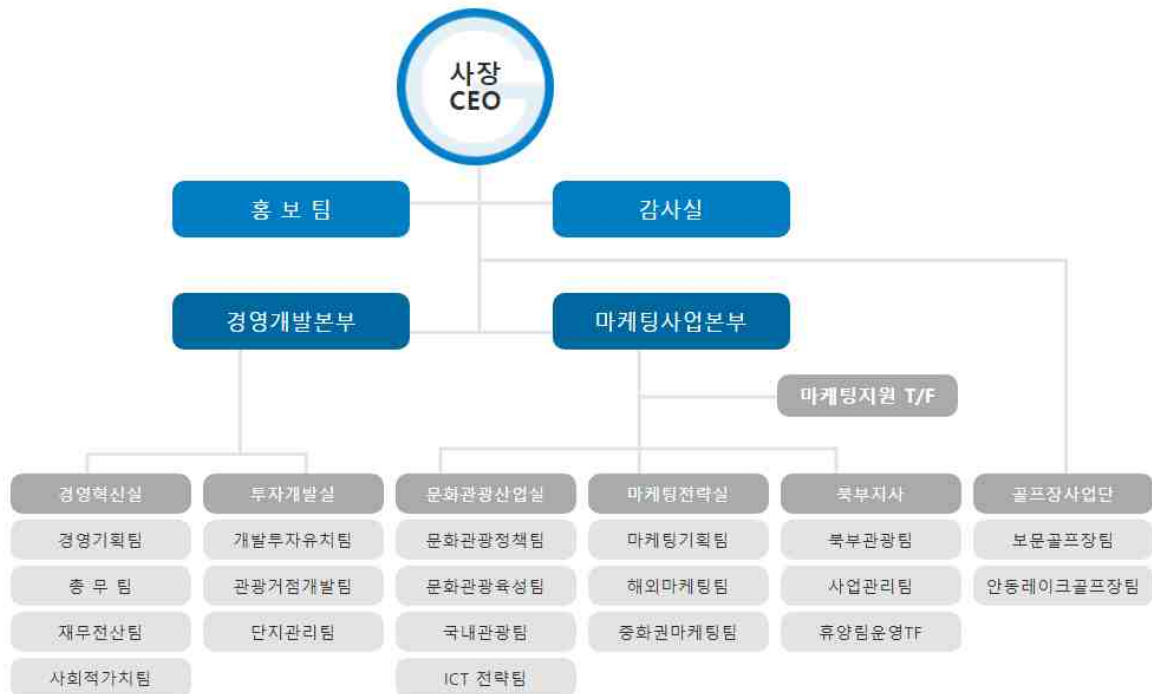 사장
CEO
홍 보 팀
감사실
경영개발본부
마케팅사업본부
마케팅지원 T/F
경영혁신실
투자개발실
문화관광산업실
마케팅전략실
북부지사
골프장사업단
경영기획팀
개발투자유치팀
문화관광정책팀
마케팅기획팀
북부관광팀
보문골프장팀
총 무 팀
관광거점개발팀
문화관광육성팀
해외마케팅팀
사업관리팀
안동레이크골프장팀
재무전산팀
단지관리팀
국내관광팀
중화권마케팅팀
휴양림운영TF
사회적가치팀
ICT 전략팀